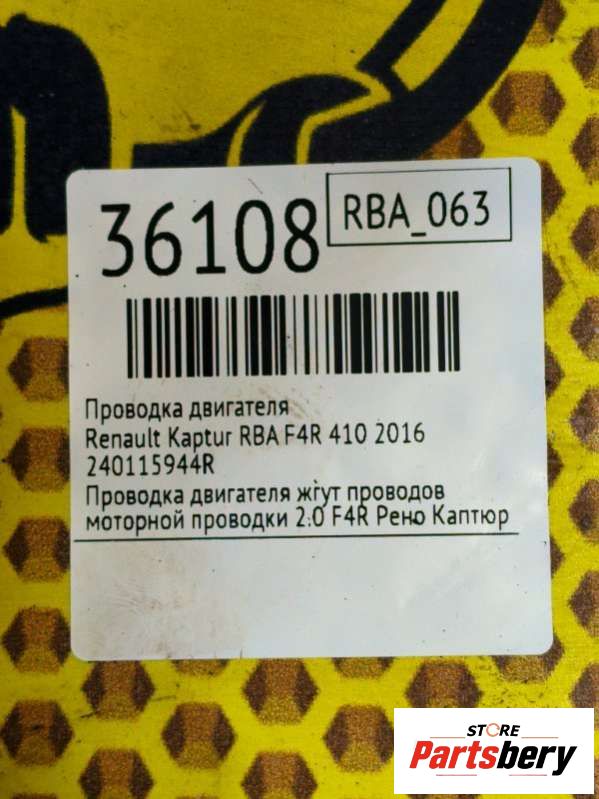 36108
RBA_063
Проводка двигателя
Renault Kaptur RBA F4R 410 2016
240115944R
Проводка двигателя жгут проводов
моторной проводки 2.0 F4R Рено Каптюр
STORE
Partsbery